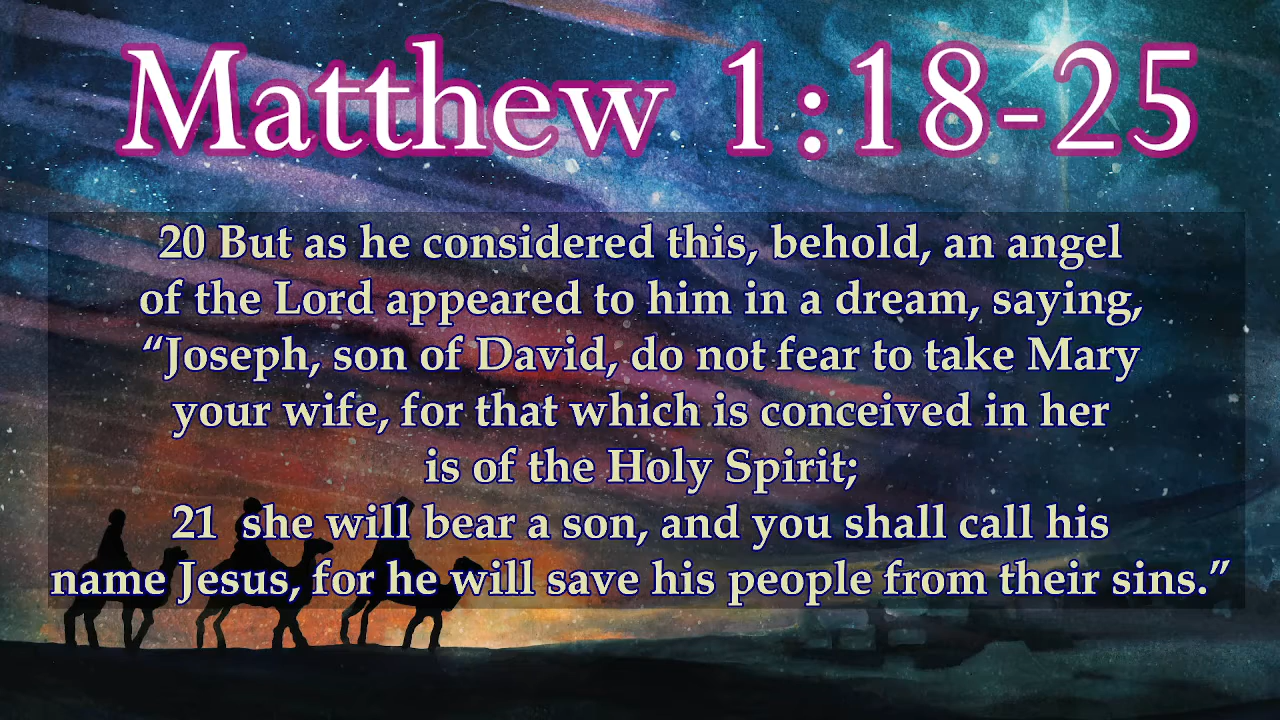 Matthew 1:18-25
20 But as he considered this, behold, an angel
of the Lord appeared to him in a dream, saying,
“Joseph, son of David, do not fear to take Mary
your wife, for that which is conceived in her
is of the Holy Spirit;
21 she will bear a son, and you shall call his
name Jesus, for he will save his people from their sins.”